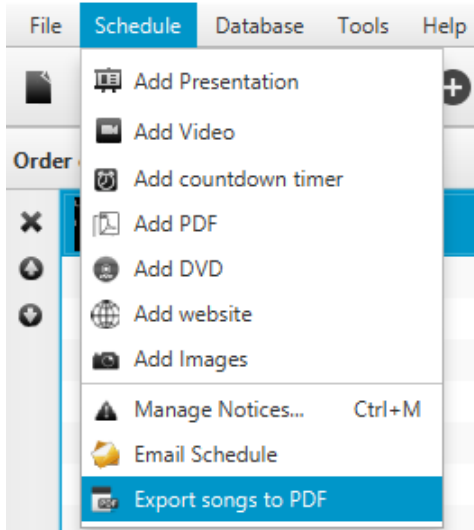 File Schedule Database Tools Help
Add Presentation
Add Video
Order
Add countdown timer
Add PDF
Add DVD
Add website
Add Images
Manage Notices... Ctrl+M
Email Schedule
Export songs to PDF